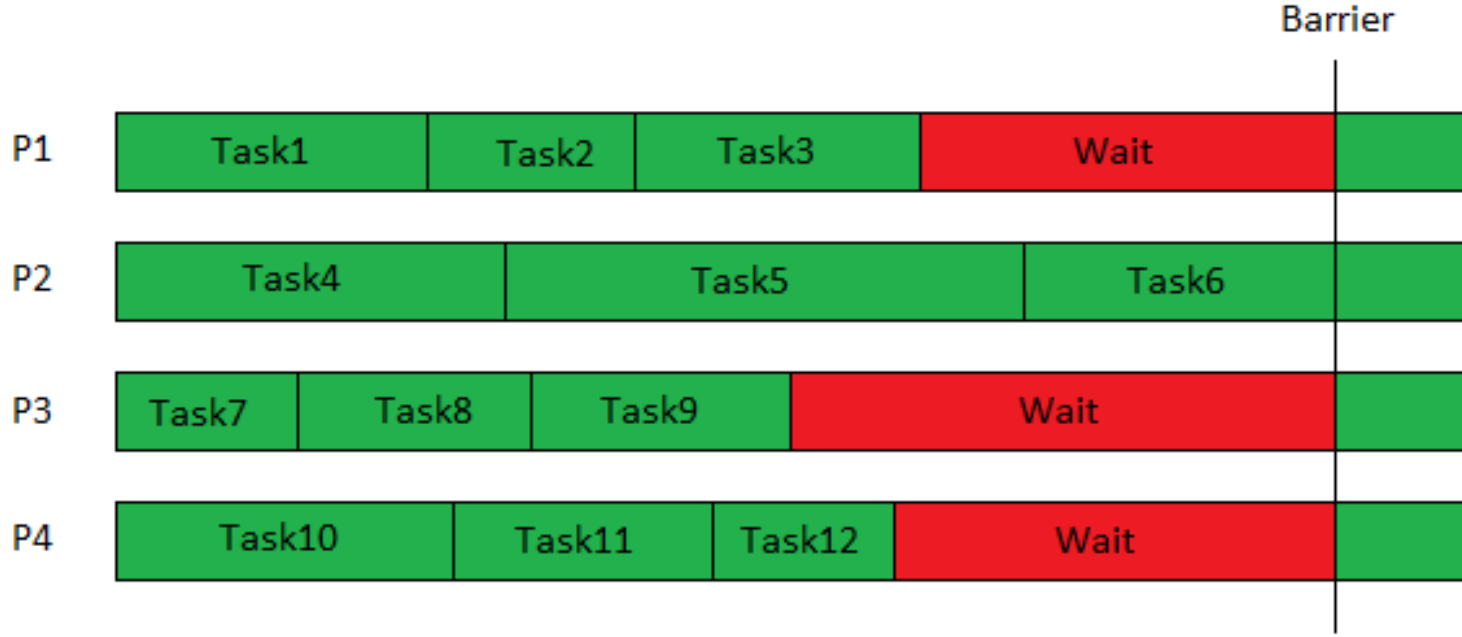 Barrier
P1 Task1 Task2 Task3 Wait
P2 Task4 Task5 Task6
P3 Task7 Task8 Task9 Wait
P4 Task10 Task11 Task12 Wait